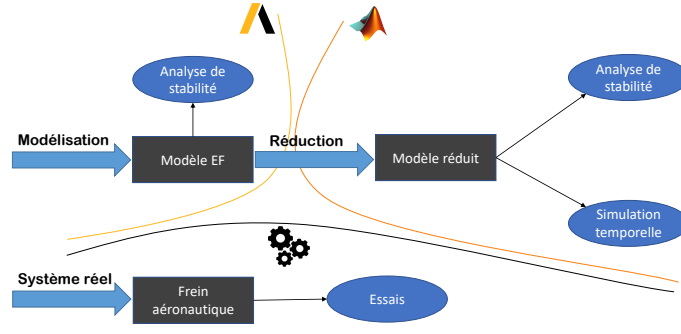 Analyse de
stabilité
Analyse de
stabilité
Modélisation
Modèle EF
Réduction
Modèle réduit
Simulation
temporelle
Système réel
Frein
aéronautique
Essais